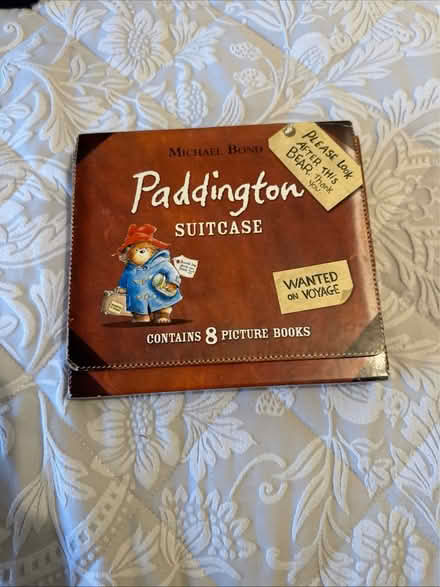 MICHAEL BOND
Paddington
SUITCASE
PLEASE LOOK
AFTER THIS
BEAR. Thank
you
WANTED
ON VOYAGE
CONTAINS 8 PICTURE BOOKS